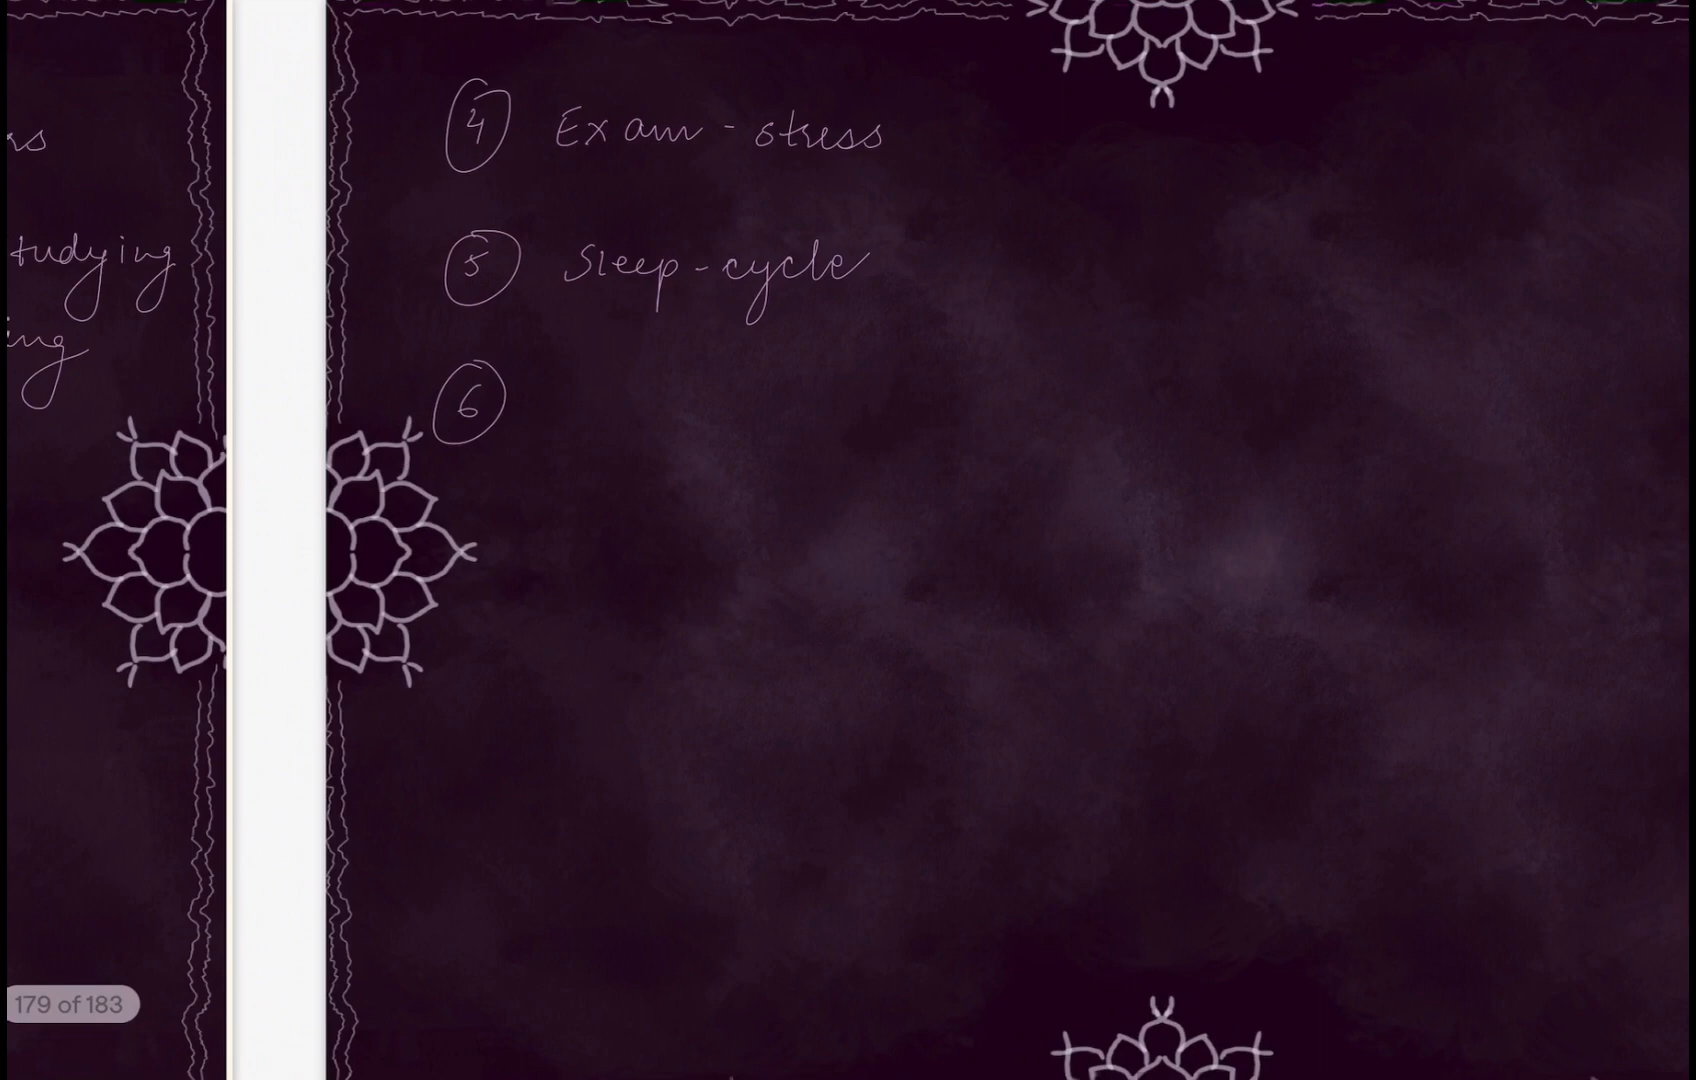 rs
tudying
ing
4 Exam - stress
5 Sleep - cycle
6
179 of 183